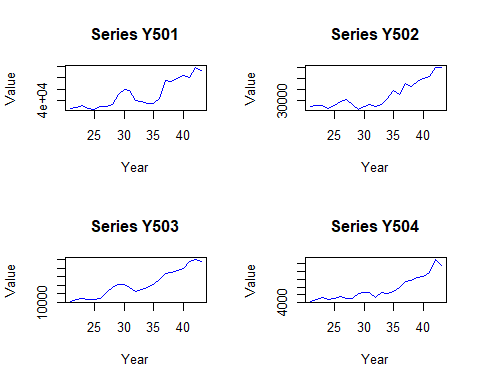 Series Y501
Value
4e+04
25 30 35 40
Year
Series Y502
Value
30000
25 30 35 40
Year
Series Y503
Value
10000
25 30 35 40
Year
Series Y504
Value
4000
25 30 35 40
Year